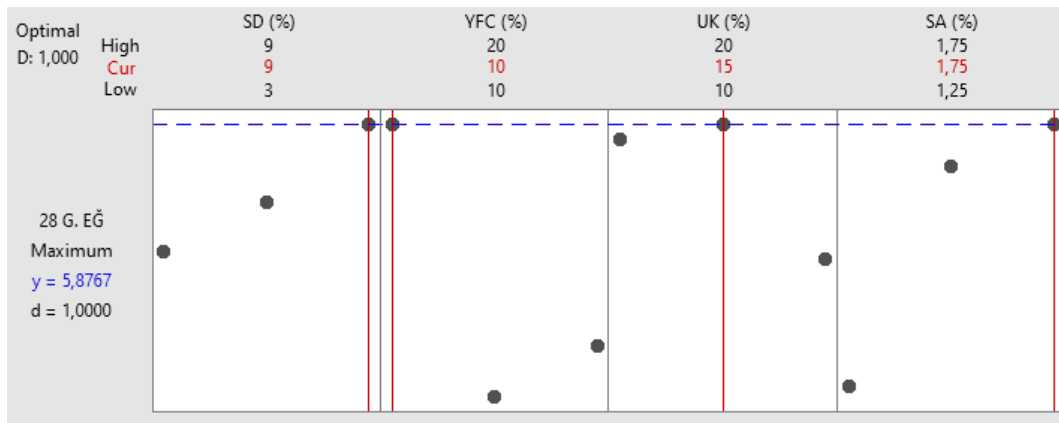 Optimal
D: 1,000
High
Cur
Low
SD (%)
9
9
3
YFC (%)
20
10
10
UK (%)
20
15
10
SA (%)
1,75
1,75
1,25
28 G. EĞ
Maximum
y = 5,8767
d = 1,0000